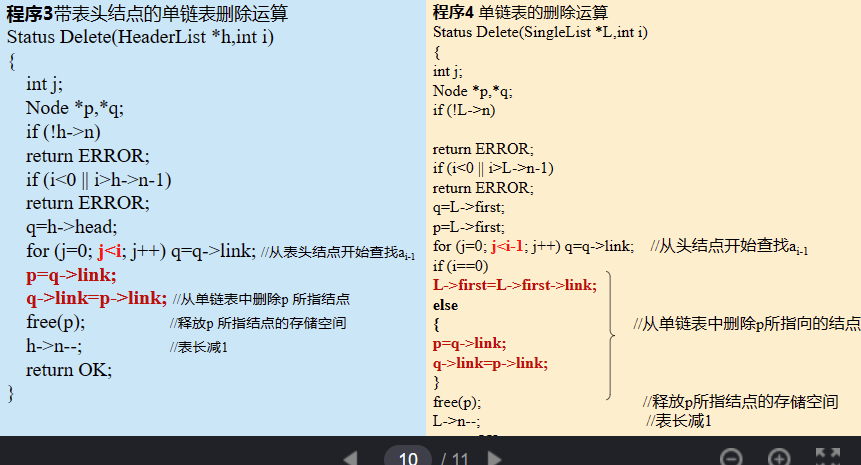 程序3带表头结点的单链表删除运算
Status Delete(HeaderList *h,int i)
{
int j;
Node *p,*q;
if (!h->n)
return ERROR;
if (i<0 || i>h->n-1)
return ERROR;
q=h->head;
for (j=0; j<i; j++) q=q->link; //从表头结点开始查找ai-1
p=q->link;
q->link=p->link; //从单链表中删除p 所指结点
free(p); //释放p 所指结点的存储空间
h->n--; //表长减1
return OK;
}
程序4 单链表的删除运算
Status Delete(SingleList *L,int i)
{
int j;
Node *p,*q;
if (!L->n)
return ERROR;
if (i<0 || i>L->n-1)
return ERROR;
q=L->first;
p=L->first;
for (j=0; j<i-1; j++) q=q->link; //从头结点开始查找ai-1
if (i==0)
L->first=L->first->link;
else
{ //从单链表中删除p所指向的结点
p=q->link;
q->link=p->link;
}
free(p); //释放p所指结点的存储空间
L->n--; //表长减1
10 / 11